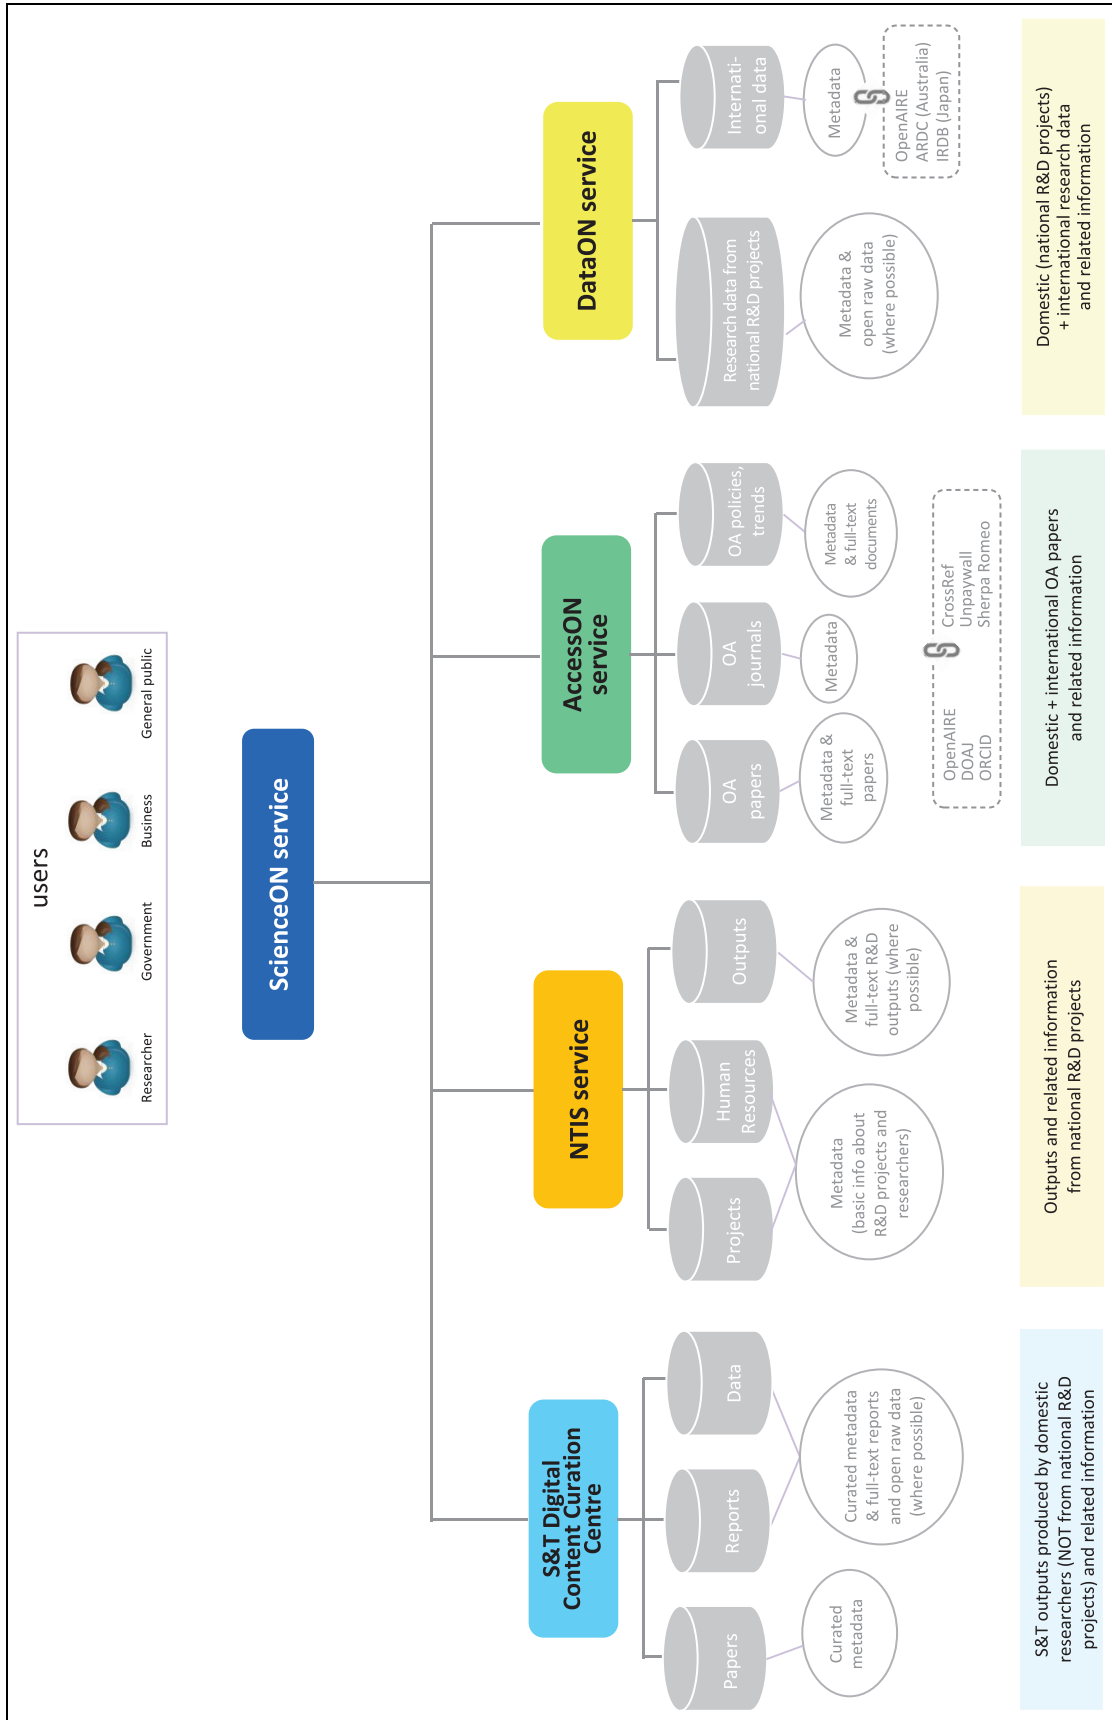 users
Researcher
Government
Business
General public
ScienceON service
S&T Digital
Content Curation
Centre
NTIS service
AccessON
service
DataON service
Papers
Reports
Data
Projects
Human
Resources
Outputs
OA
papers
OA
journals
OA policies,
trends
Research data from
national R&D projects
Internati-
onal data
Curated
metadata
Curated metadata
& full-text reports
and open raw data
(where possible)
Metadata
(basic info about
R&D projects and
researchers)
Metadata &
full-text R&D
outputs (where
possible)
Metadata &
full-text
papers
Metadata
Metadata
& full-text
documents
Metadata &
open raw data
(where possible)
Metadata
OpenAIRE
DOAJ
ORCID
CrossRef
Unpaywall
Sherpa Romeo
OpenAIRE
ARDC (Australia)
IRDB (Japan)
S&T outputs produced by domestic
researchers (NOT from national R&D
projects) and related information
Outputs and related information
from national R&D projects
Domestic + international OA papers
and related information
Domestic (national R&D projects)
+ international research data
and related information